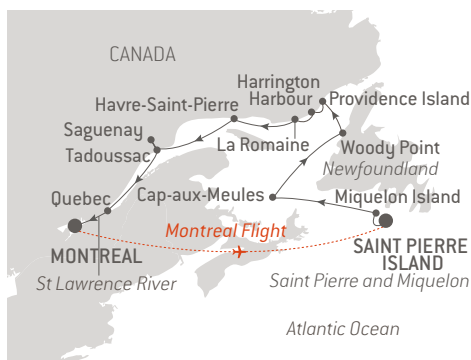 CANADA
Harrington
Harbour
Providence Island
Havre-Saint-Pierre
Saguenay
Tadoussac
La Romaine
Woody Point
Newfoundland
Quebec
Cap-aux-Meules
Miquelon Island
Montreal Flight
MONTREAL
St Lawrence River
SAINT PIERRE
ISLAND
Saint Pierre and Miquelon
Atlantic Ocean